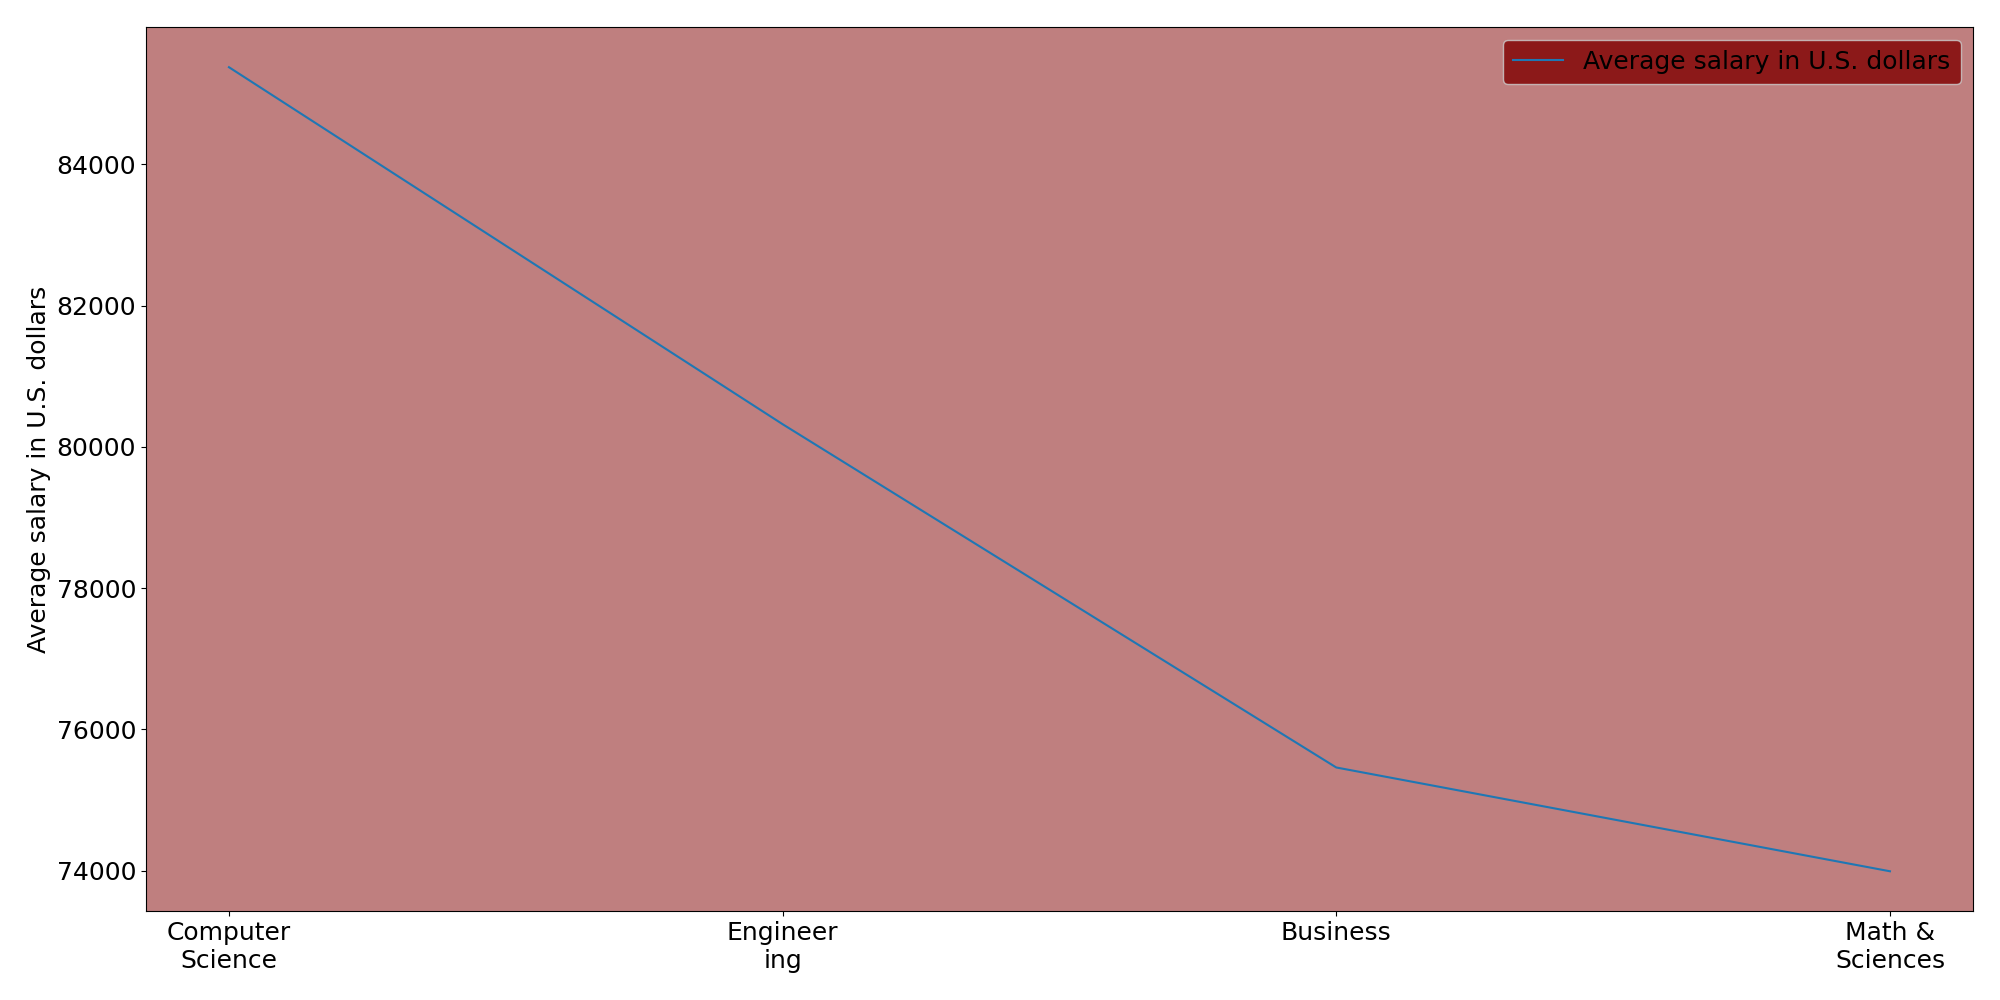 Average salary in U.S. dollars
Average salary in U.S. dollars
84000
82000
80000
78000
76000
74000
Computer
Science
Engineer
ing
Business
Math &
Sciences